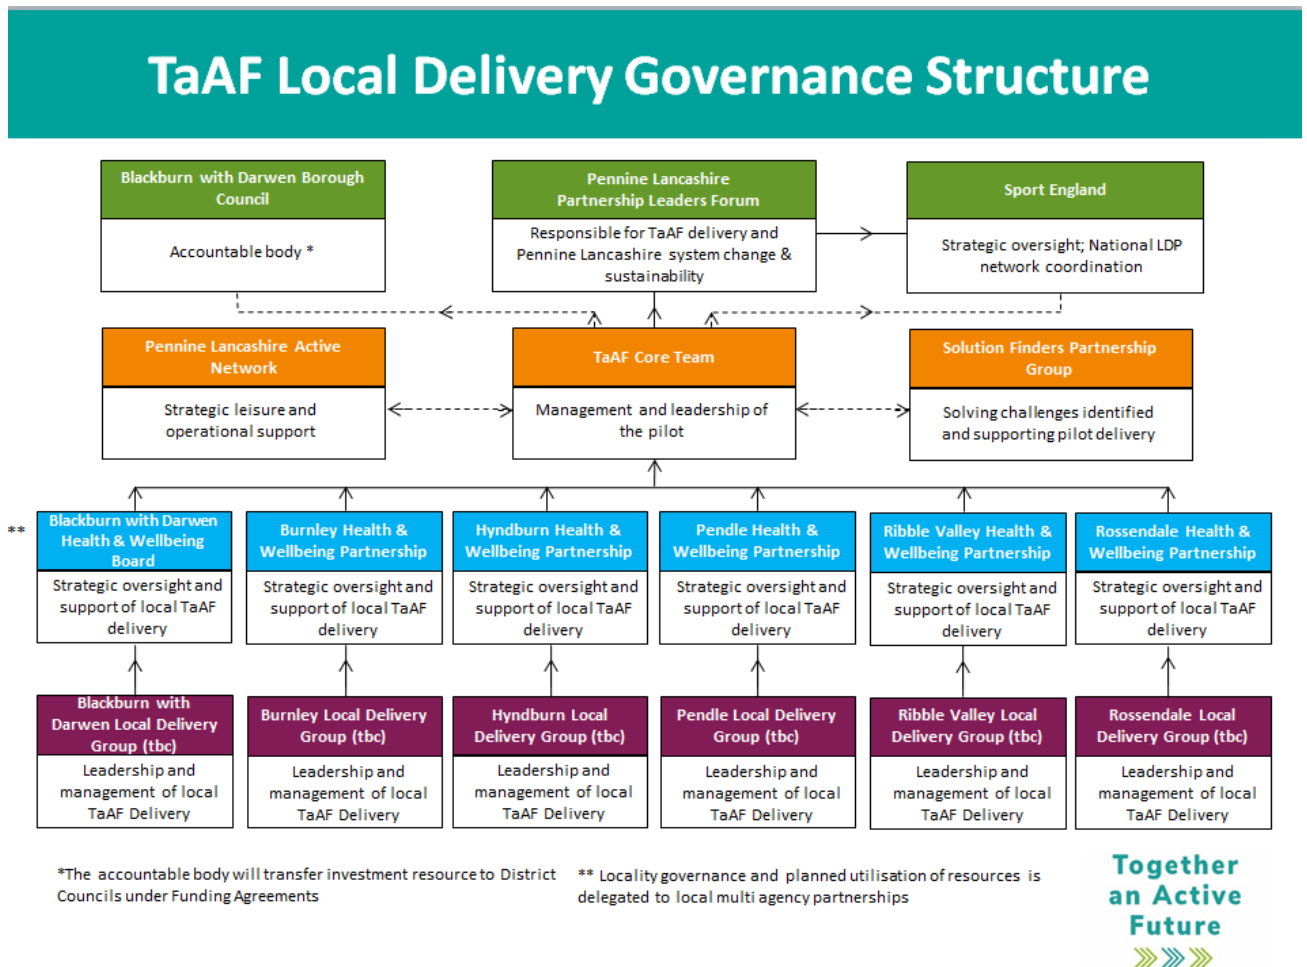 TaAF Local Delivery Governance Structure
Blackburn with Darwen Borough
Council
Accountable body *
Pennine Lancashire
Partnership Leaders Forum
Responsible for TaAF delivery and
Pennine Lancashire system change &
sustainability
Sport England
Strategic oversight; National LDP
network coordination
Pennine Lancashire Active
Network
Strategic leisure and
operational support
TaAF Core Team
Management and leadership of
the pilot
Solution Finders Partnership
Group
Solving challenges identified
and supporting pilot delivery
**
Blackburn with Darwen
Health & Wellbeing
Board
Strategic oversight and
support of local TaAF
delivery
Burnley Health &
Wellbeing Partnership
Strategic oversight and
support of local TaAF
delivery
Hyndburn Health &
Wellbeing Partnership
Strategic oversight and
support of local TaAF
delivery
Pendle Health &
Wellbeing Partnership
Strategic oversight and
support of local TaAF
delivery
Ribble Valley Health &
Wellbeing Partnership
Strategic oversight and
support of local TaAF
delivery
Rossendale Health &
Wellbeing Partnership
Strategic oversight and
support of local TaAF
delivery
Blackburn with
Darwen Local Delivery
Group (tbc)
Leadership and
management of local
TaAF Delivery
Burnley Local Delivery
Group (tbc)
Leadership and
management of local
TaAF Delivery
Hyndburn Local
Delivery Group (tbc)
Leadership and
management of local
TaAF Delivery
Pendle Local Delivery
Group (tbc)
Leadership and
management of local
TaAF Delivery
Ribble Valley Local
Delivery Group (tbc)
Leadership and
management of local
TaAF Delivery
Rossendale Local
Delivery Group (tbc)
Leadership and
management of local
TaAF Delivery
*The accountable body will transfer investment resource to District
Councils under Funding Agreements
** Locality governance and planned utilisation of resources is
delegated to local multi agency partnerships
Together
an Active
Future